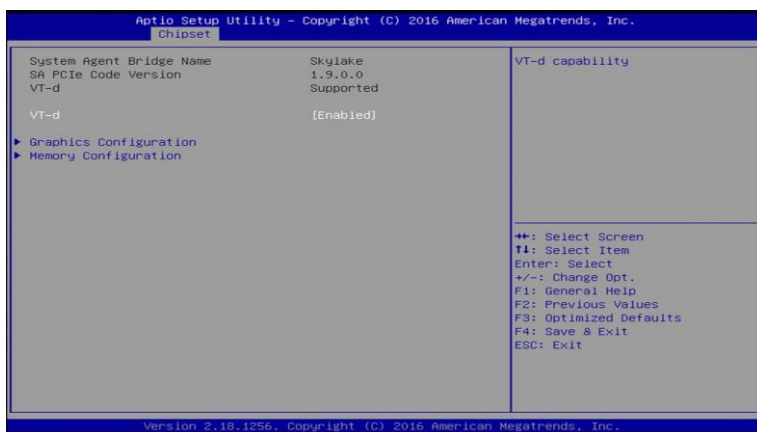 Aptio Setup Utility – Copyright (C) 2016 American Megatrends, Inc.
Chipset
System Agent Bridge Name Skylake
SA PCIe Code Version 1.9.0.0
VT-d Supported
VT-d [Enabled]
Graphics Configuration
Memory Configuration
VT-d capability
→←: Select Screen
↑↓: Select Item
Enter: Select
+/-: Change Opt.
F1: General Help
F2: Previous Values
F3: Optimized Defaults
F4: Save & Exit
ESC: Exit
Version 2.18.1256. Copyright (C) 2016 American Megatrends, Inc.